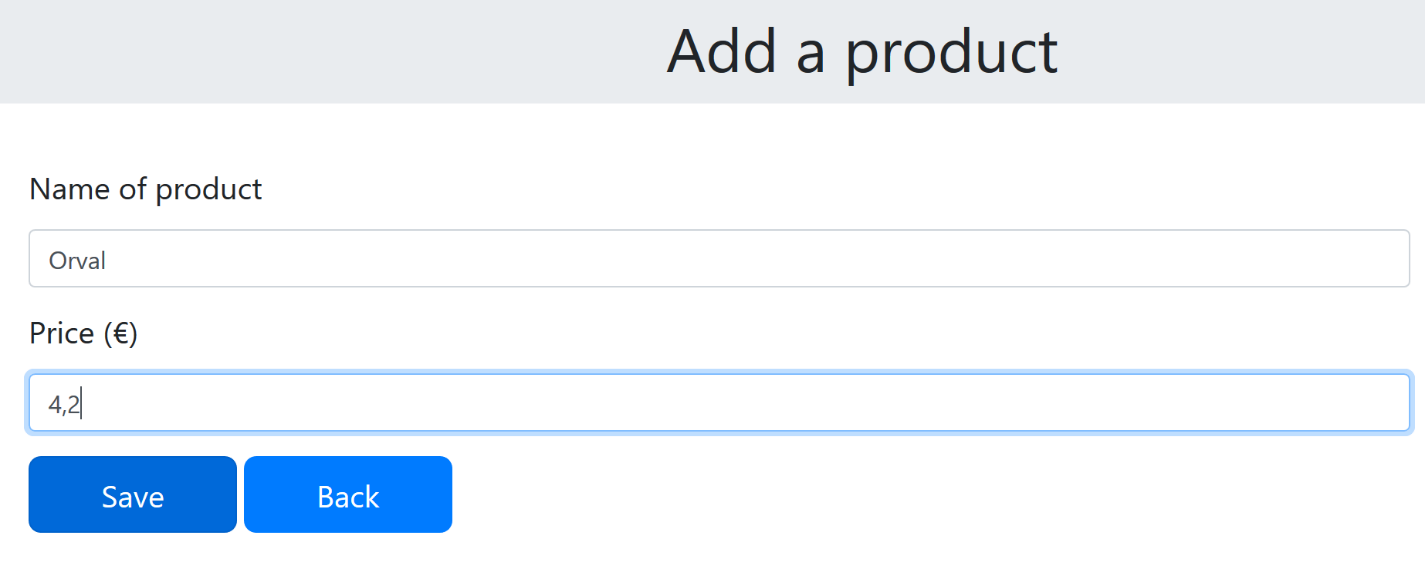 Add a product
Name of product
Orval
Price (€)
4,2
Save Back